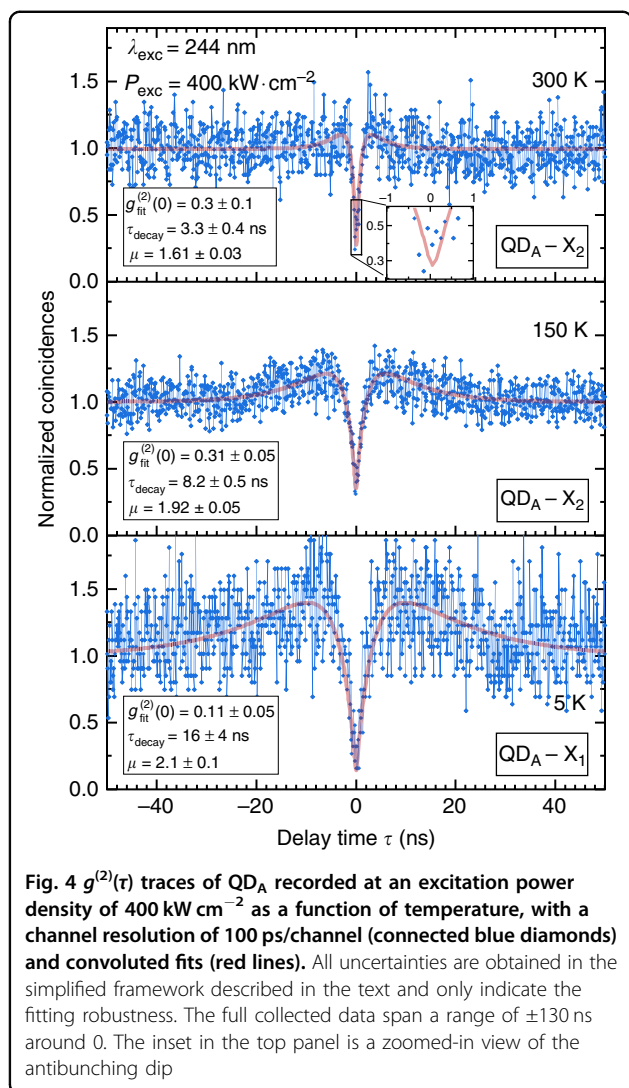 λexc = 244 nm
Pexc = 400 kW·cm−2
300 K
1.5
1.0
0.5
0.0
g(2)fit(0) = 0.3 ± 0.1
τdecay = 3.3 ± 0.4 ns
μ = 1.61 ± 0.03
−1 0 1
0.6
0.3
QDA – X2
150 K
1.5
1.0
0.5
0.0
g(2)fit(0) = 0.31 ± 0.05
τdecay = 8.2 ± 0.5 ns
μ = 1.92 ± 0.05
QDA – X2
Normalized coincidences
1.5
1.0
0.5
0.0
g(2)fit(0) = 0.11 ± 0.05
τdecay = 16 ± 4 ns
μ = 2.1 ± 0.1
5 K
QDA – X1
−40 −20 0 20 40
Delay time τ (ns)
Fig. 4 g(2)(τ) traces of QDA recorded at an excitation power
density of 400 kW cm−2 as a function of temperature, with a
channel resolution of 100 ps/channel (connected blue diamonds)
and convoluted fits (red lines). All uncertainties are obtained in the
simplified framework described in the text and only indicate the
fitting robustness. The full collected data span a range of ±130 ns
around 0. The inset in the top panel is a zoomed-in view of the
antibunching dip